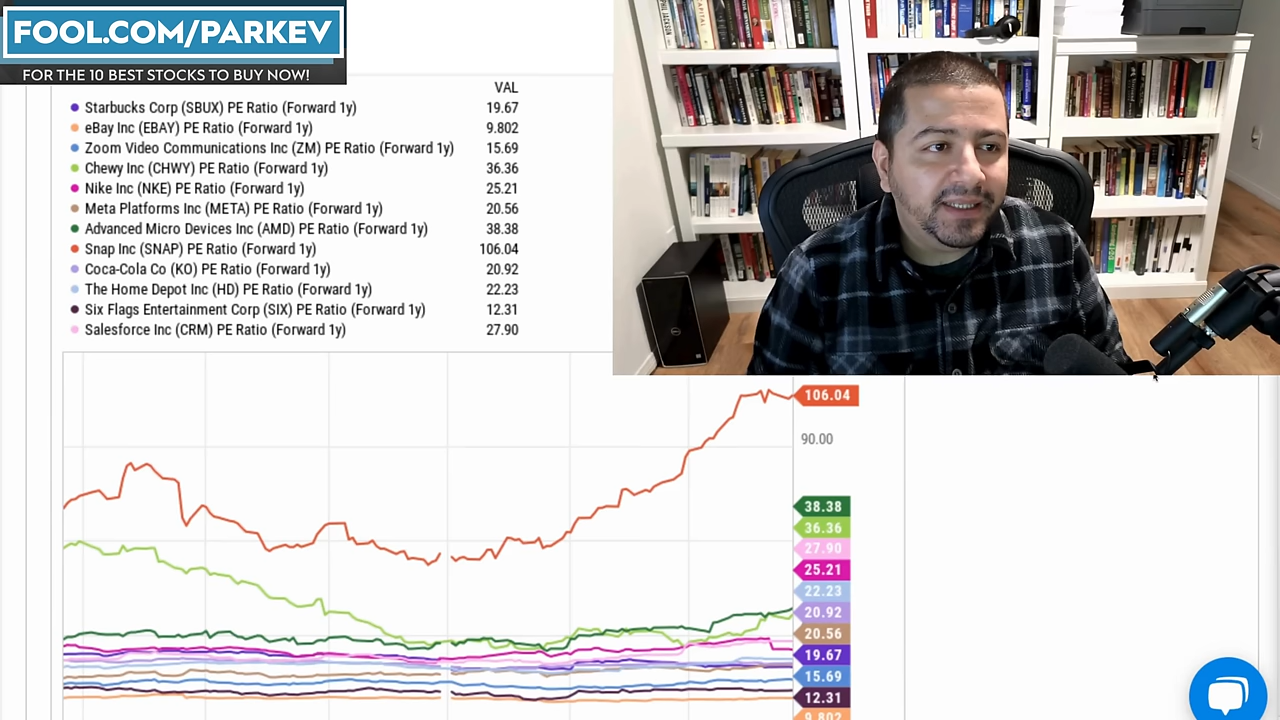 FOOL.COM/PARKEV
FOR THE 10 BEST STOCKS TO BUY NOW!
VAL
Starbucks Corp (SBUX) PE Ratio (Forward 1y) 19.67
eBay Inc (EBAY) PE Ratio (Forward 1y) 9.802
Zoom Video Communications Inc (ZM) PE Ratio (Forward 1y) 15.69
Chewy Inc (CHWY) PE Ratio (Forward 1y) 36.36
Nike Inc (NKE) PE Ratio (Forward 1y) 25.21
Meta Platforms Inc (META) PE Ratio (Forward 1y) 20.56
Advanced Micro Devices Inc (AMD) PE Ratio (Forward 1y) 38.38
Snap Inc (SNAP) PE Ratio (Forward 1y) 106.04
Coca-Cola Co (KO) PE Ratio (Forward 1y) 20.92
The Home Depot Inc (HD) PE Ratio (Forward 1y) 22.23
Six Flags Entertainment Corp (SIX) PE Ratio (Forward 1y) 12.31
Salesforce Inc (CRM) PE Ratio (Forward 1y) 27.90
106.04
90.00
38.38
36.36
27.90
25.21
22.23
20.92
20.56
19.67
15.69
12.31
9.802